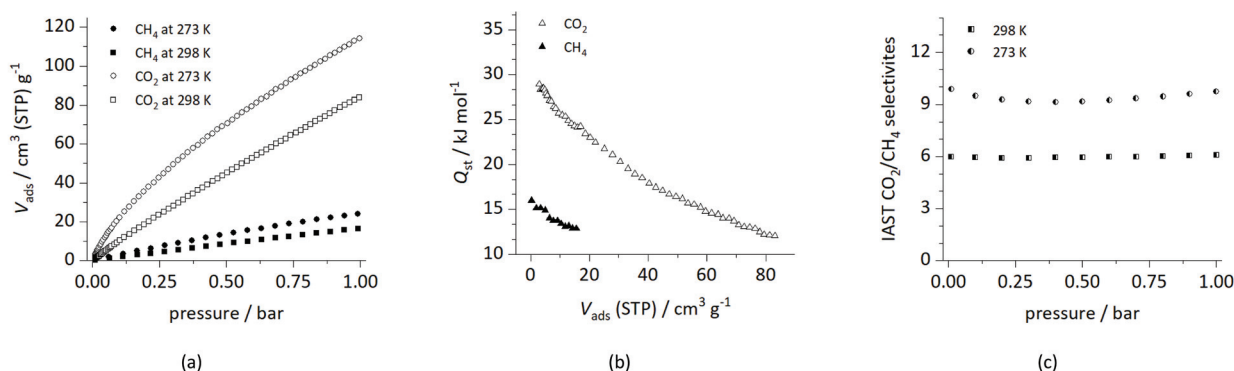 (a)
120
100
80
60
40
20
0
V_ads / cm³ (STP) g⁻¹
CH₄ at 273 K
CH₄ at 298 K
CO₂ at 273 K
CO₂ at 298 K
0.00 0.25 0.50 0.75 1.00
pressure / bar
(a)
(b)
35
30
25
20
15
10
Q_st / kJ mol⁻¹
CO₂
CH₄
0 20 40 60 80
V_ads (STP) / cm³ g⁻¹
(b)
(c)
12
9
6
3
0
IAST CO₂/CH₄ selectivites
298 K
273 K
0.00 0.25 0.50 0.75 1.00
pressure / bar
(c)